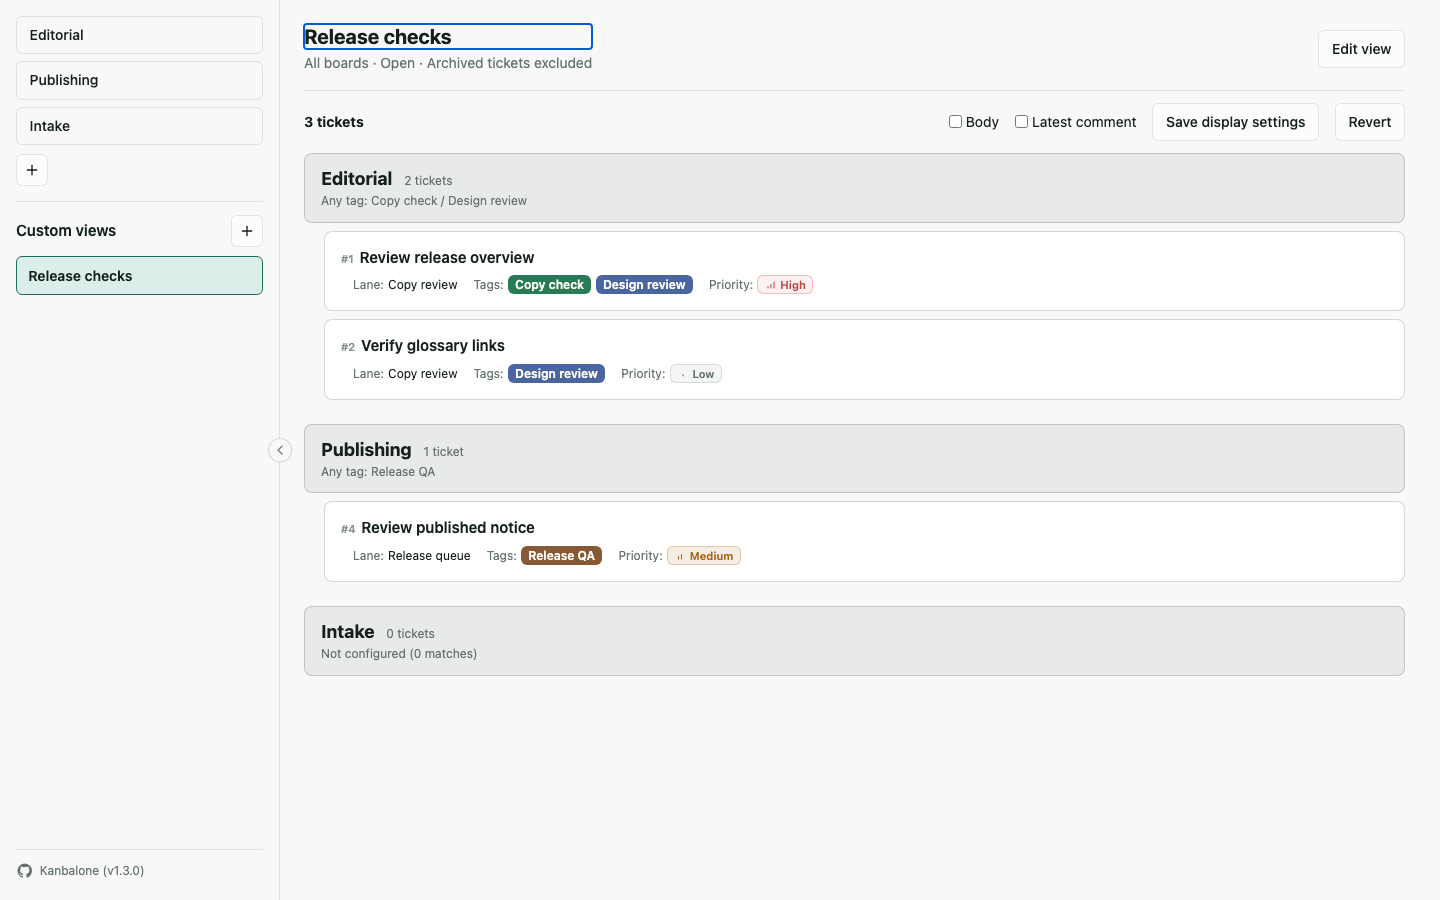 Editorial
Publishing
Intake
+
Custom views
+
Release checks
Kanbalone (v1.3.0)
Release checks
All boards · Open · Archived tickets excluded
Edit view
3 tickets
Body
Latest comment
Save display settings
Revert
Editorial 2 tickets
Any tag: Copy check / Design review
#1 Review release overview
Lane: Copy review Tags: Copy check Design review Priority: High
#2 Verify glossary links
Lane: Copy review Tags: Design review Priority: Low
Publishing 1 ticket
Any tag: Release QA
#4 Review published notice
Lane: Release queue Tags: Release QA Priority: Medium
Intake 0 tickets
Not configured (0 matches)